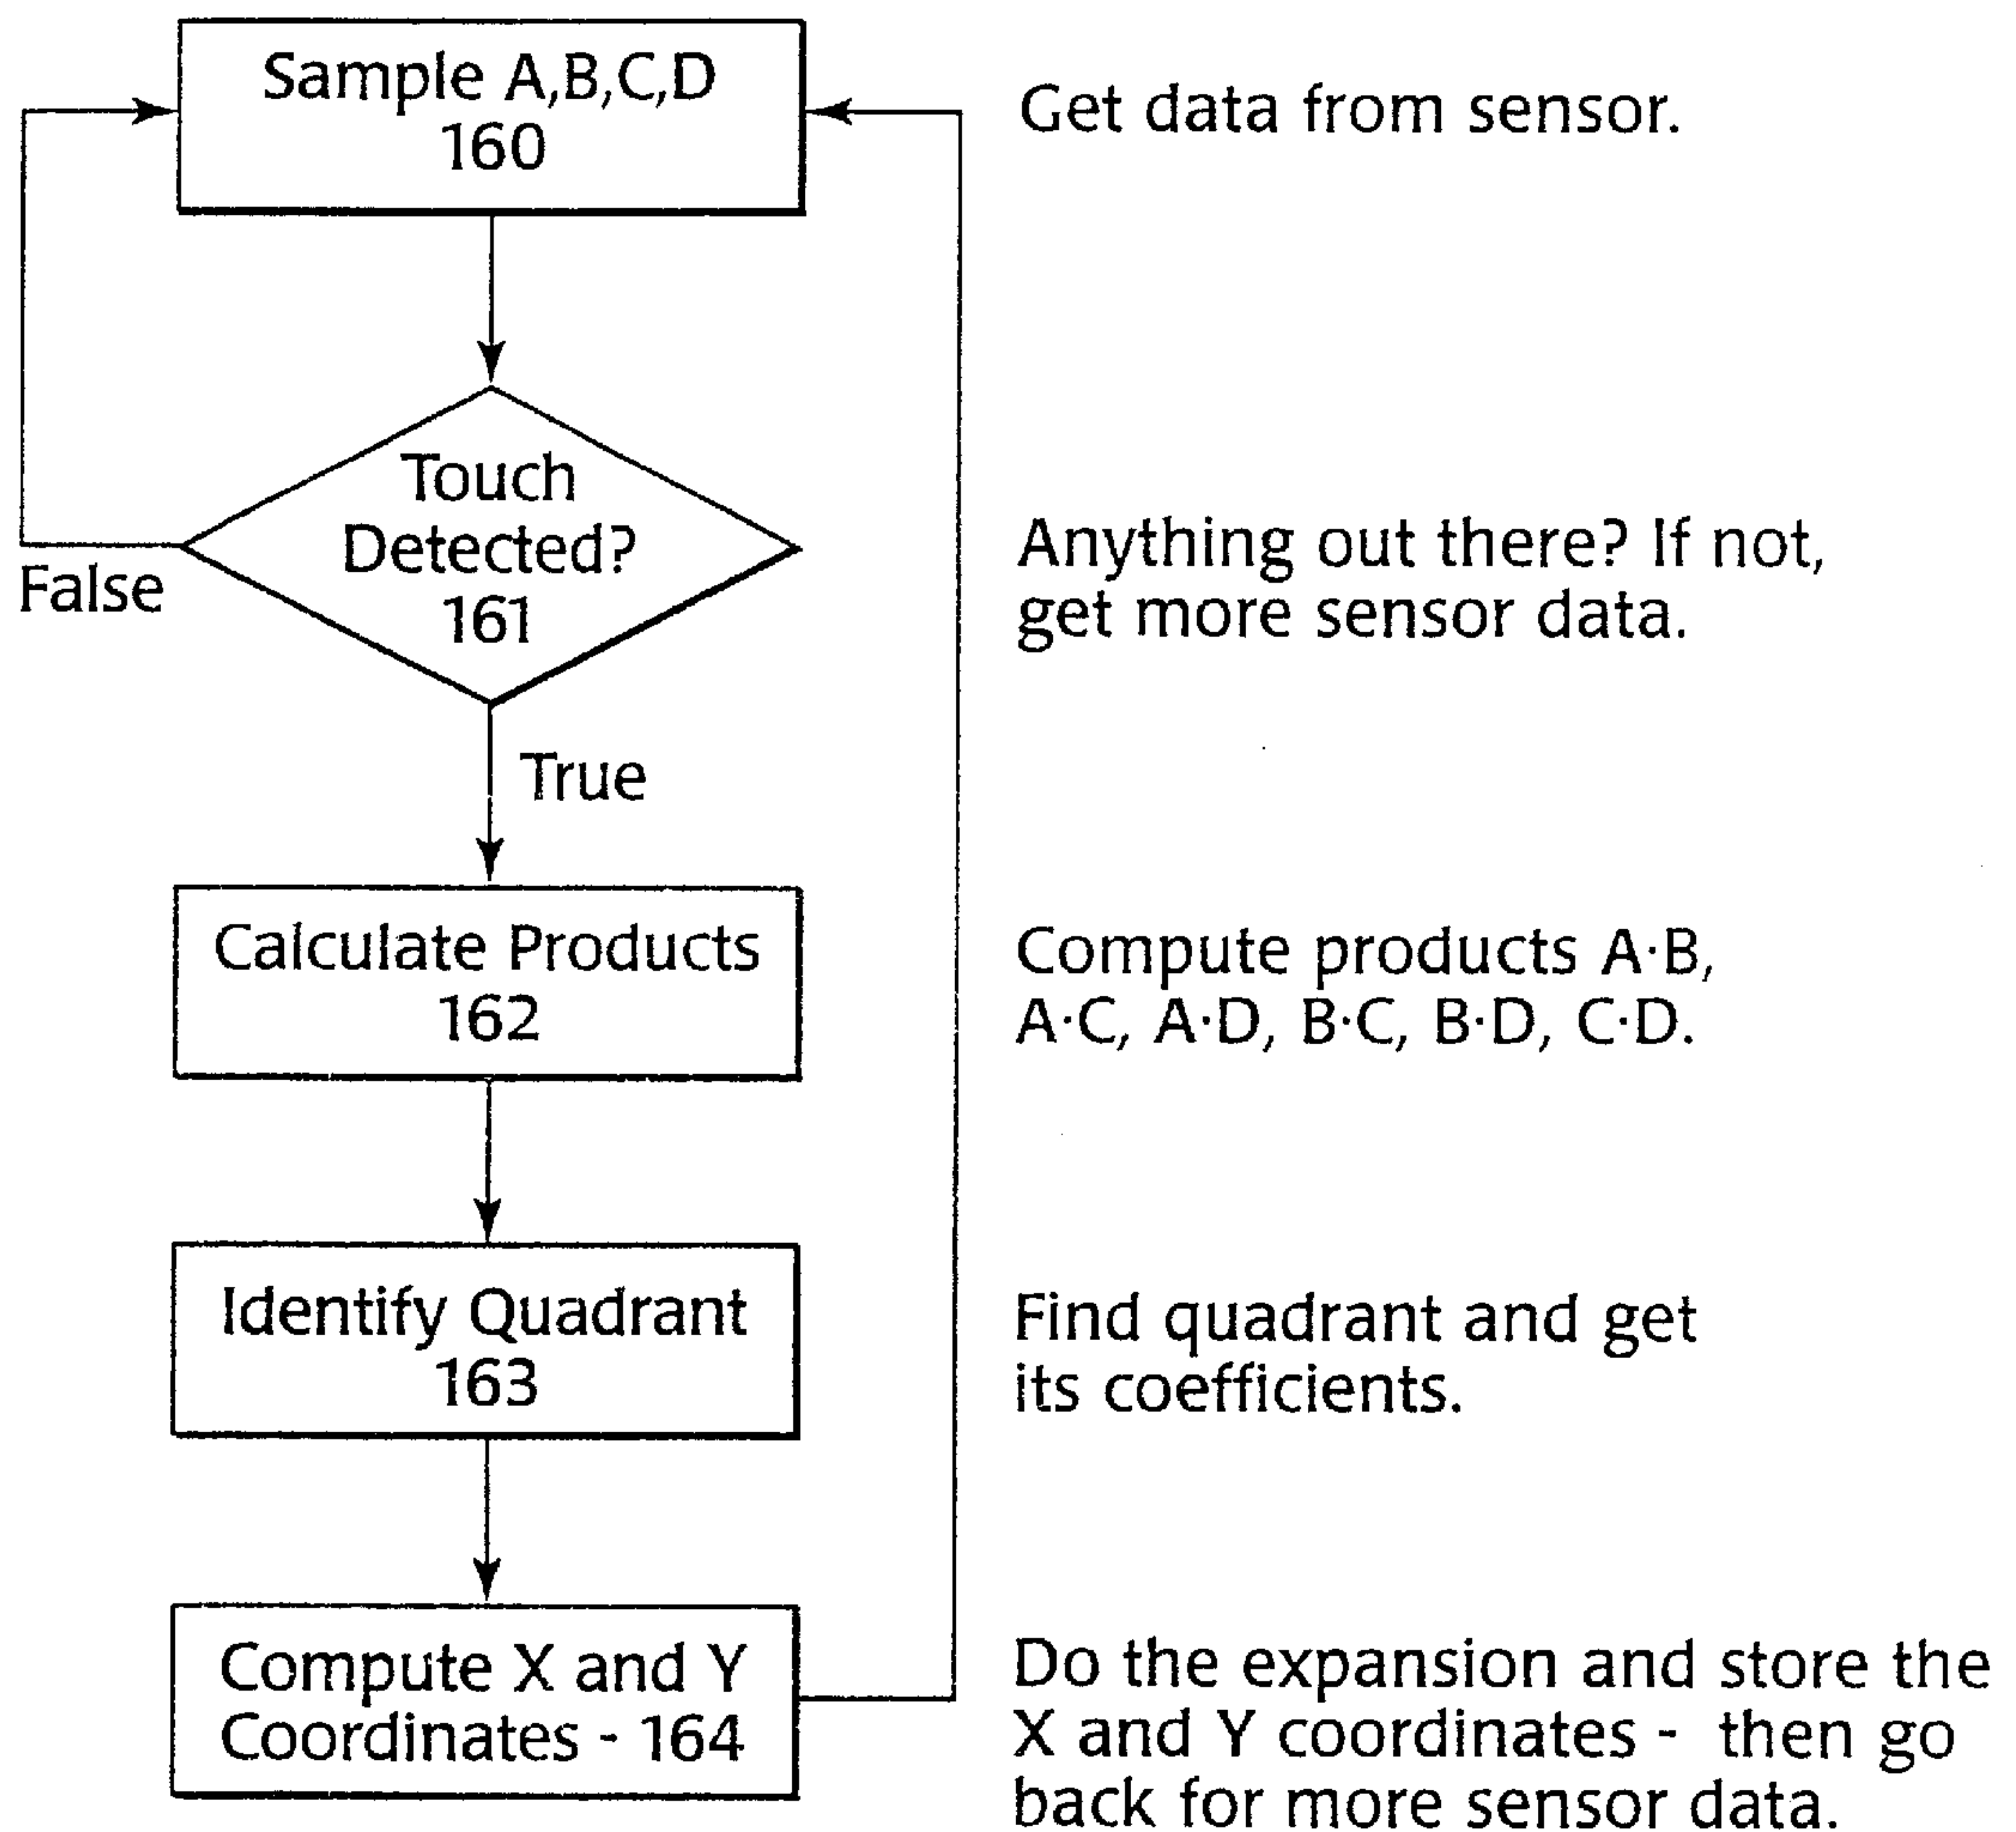 Sample A,B,C,D
160
Get data from sensor.
Touch
Detected?
161
False
Anything out there? If not,
get more sensor data.
True
Calculate Products
162
Compute products A·B,
A·C, A·D, B·C, B·D, C·D.
Identify Quadrant
163
Find quadrant and get
its coefficients.
Compute X and Y
Coordinates - 164
Do the expansion and store the
X and Y coordinates - then go
back for more sensor data.